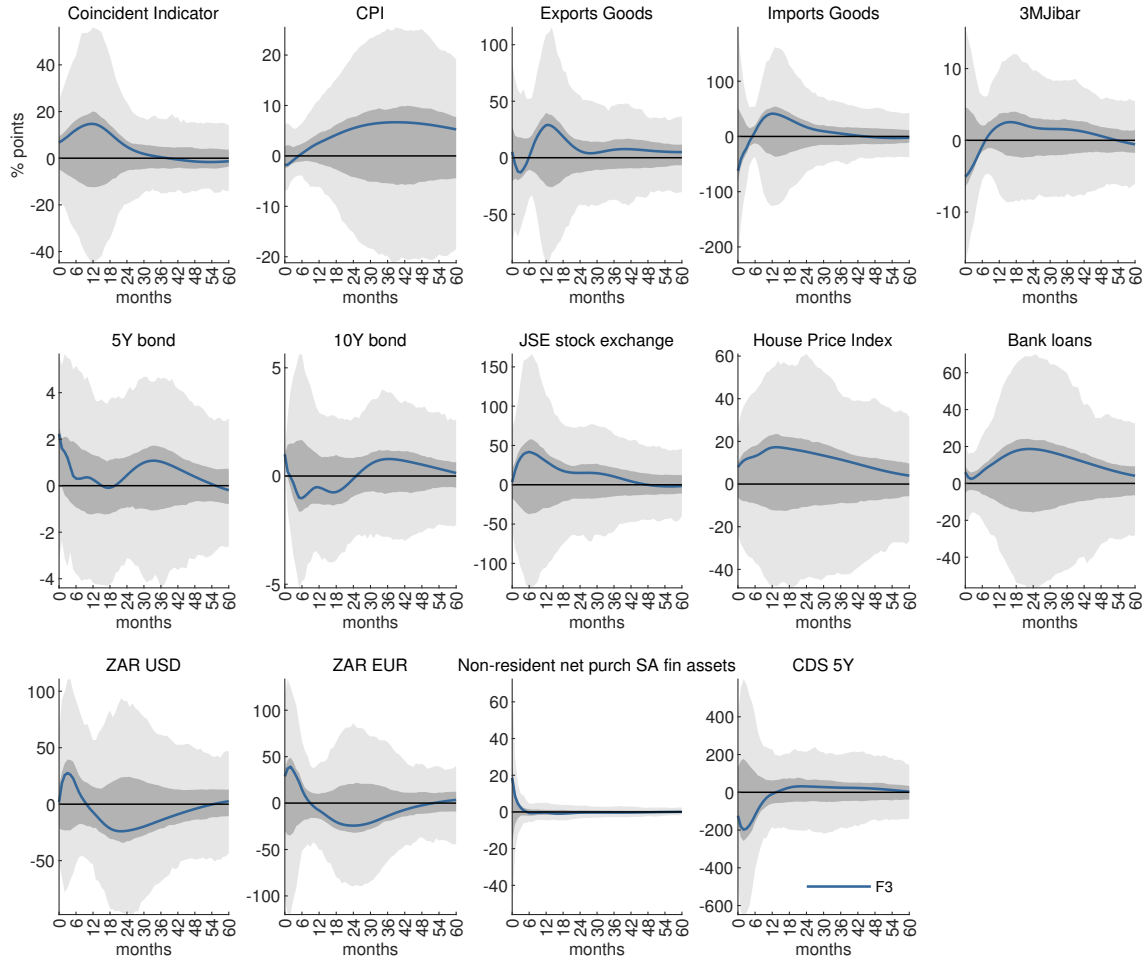 Coincident Indicator
CPI
Exports Goods
Imports Goods
3MJibar
% points
40
20
0
-20
-40
0 6 12 18 24 30 36 42 48 54 60
months
20
10
0
-10
-20
0 6 12 18 24 30 36 42 48 54 60
months
100
50
0
-50
0 6 12 18 24 30 36 42 48 54 60
months
100
0
-100
-200
0 6 12 18 24 30 36 42 48 54 60
months
10
0
-10
0 6 12 18 24 30 36 42 48 54 60
months
5Y bond
10Y bond
JSE stock exchange
House Price Index
Bank loans
4
2
0
-2
-4
0 6 12 18 24 30 36 42 48 54 60
months
5
0
-5
0 6 12 18 24 30 36 42 48 54 60
months
150
100
50
0
-50
-100
0 6 12 18 24 30 36 42 48 54 60
months
60
40
20
0
-20
-40
0 6 12 18 24 30 36 42 48 54 60
months
60
40
20
0
-20
-40
0 6 12 18 24 30 36 42 48 54 60
months
ZAR USD
ZAR EUR
Non-resident net purch SA fin assets
CDS 5Y
100
50
0
-50
0 6 12 18 24 30 36 42 48 54 60
months
100
50
0
-50
-100
0 6 12 18 24 30 36 42 48 54 60
months
60
40
20
0
-20
-40
0 6 12 18 24 30 36 42 48 54 60
months
400
200
0
-200
-400
-600
F3
0 6 12 18 24 30 36 42 48 54 60
months